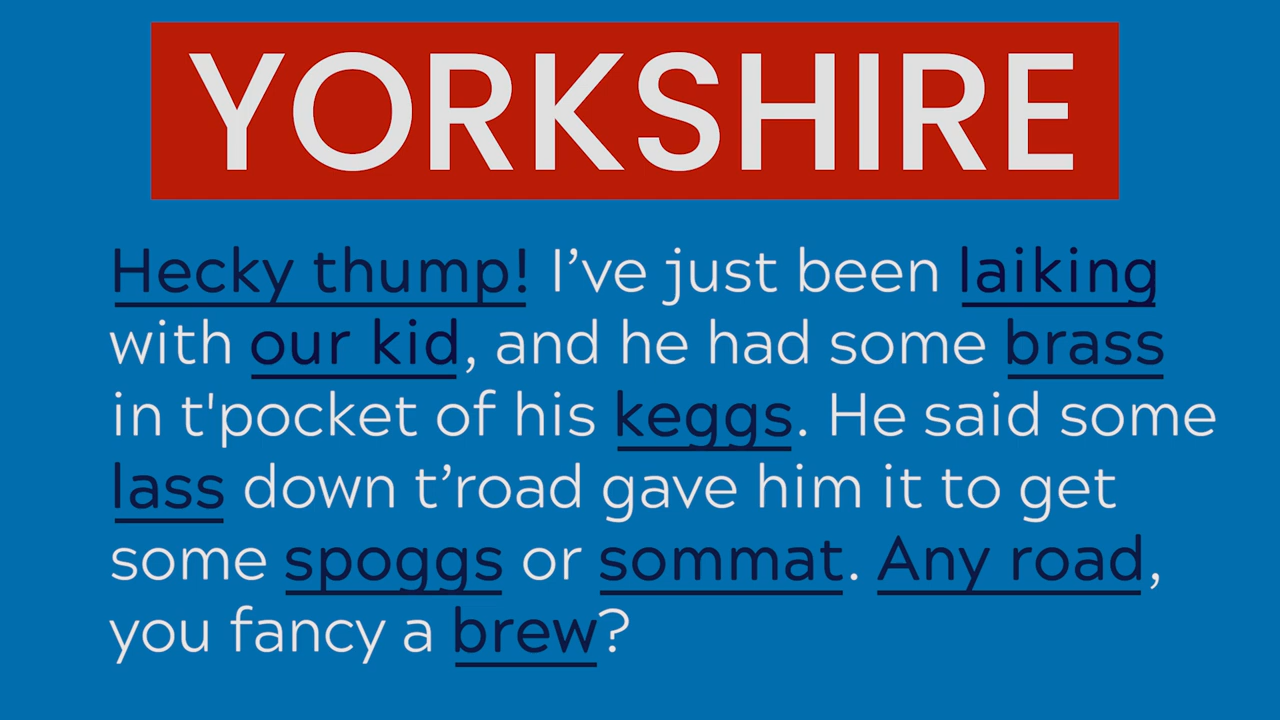 YORKSHIRE
Hecky thump! I’ve just been laiking
with our kid, and he had some brass
in t'pocket of his keggs. He said some
lass down t’road gave him it to get
some spoggs or sommat. Any road,
you fancy a brew?